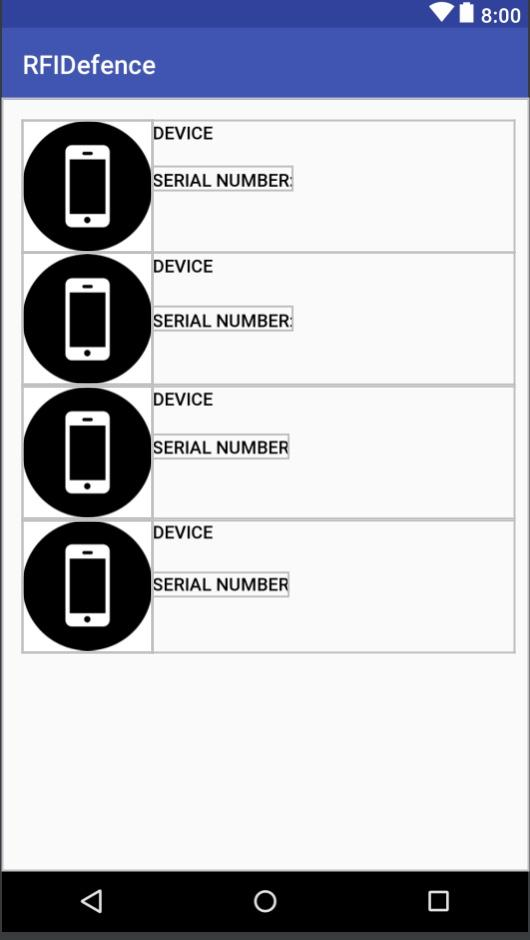 8:00
RFIDefence
DEVICE
SERIAL NUMBER:
DEVICE
SERIAL NUMBER:
DEVICE
SERIAL NUMBER
DEVICE
SERIAL NUMBER